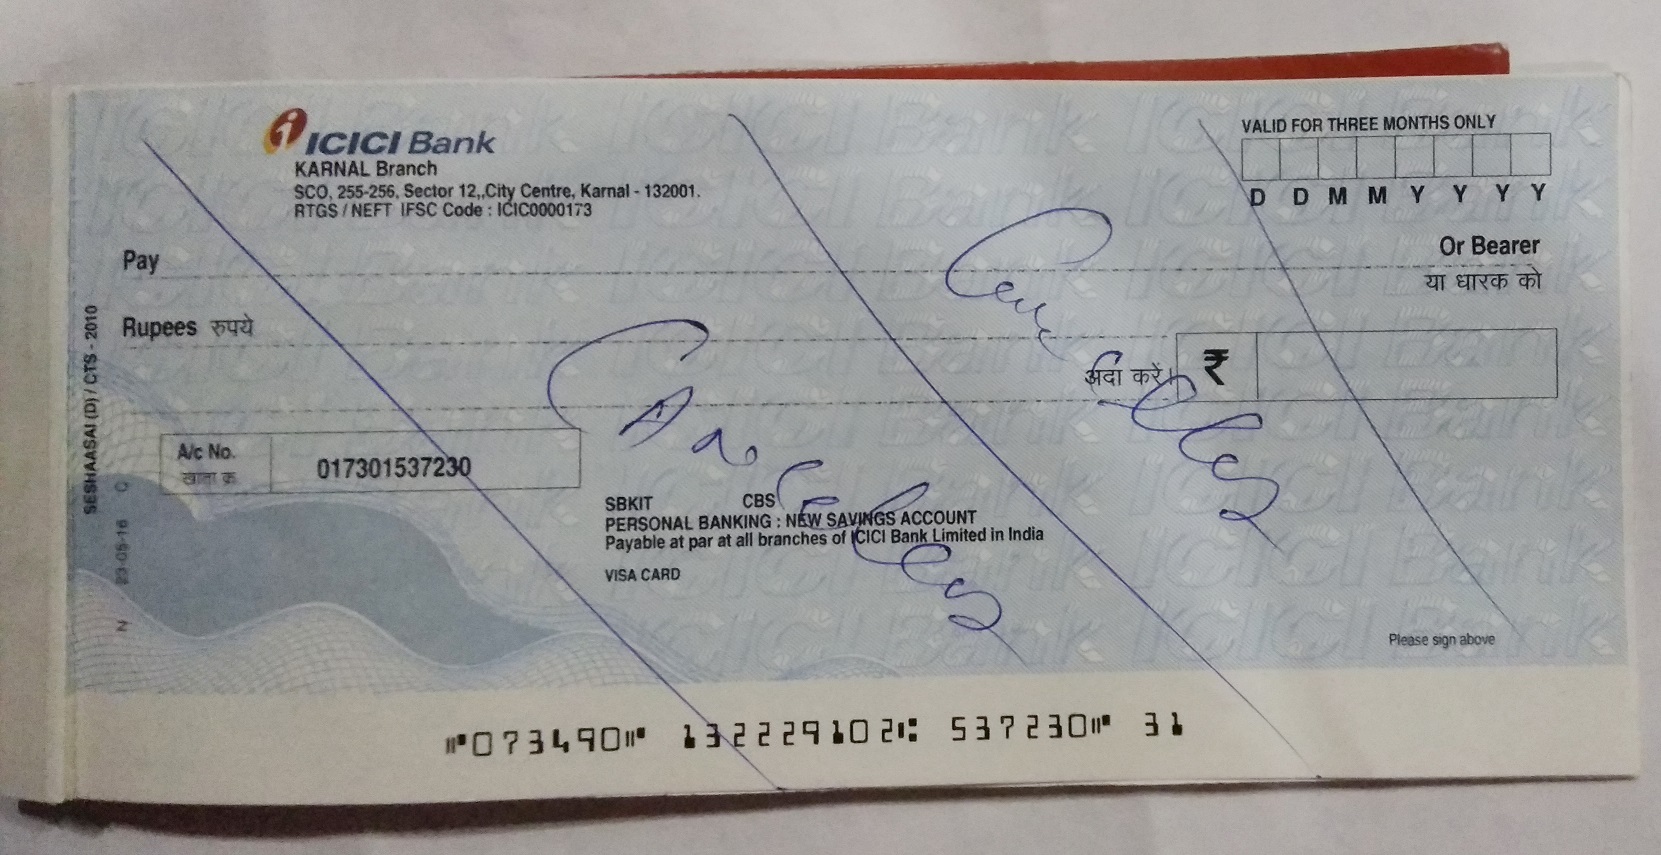 ICICI Bank
KARNAL Branch
SCO, 255-256, Sector 12,,City Centre, Karnal - 132001.
RTGS / NEFT IFSC Code : ICIC0000173
VALID FOR THREE MONTHS ONLY
D D M M Y Y Y Y
Pay
Or Bearer
या धारक को
Rupees रुपये
अदा करें।
₹
A/c No.
खाता क्र.
017301537230
SBKIT CBS
PERSONAL BANKING : NEW SAVINGS ACCOUNT
Payable at par at all branches of ICICI Bank Limited in India
VISA CARD
Please sign above
SESHAASAI (D) / CTS - 2010
N 23-05-16 C
⑈073490⑈ 132229102⑆ 537230⑈ 31